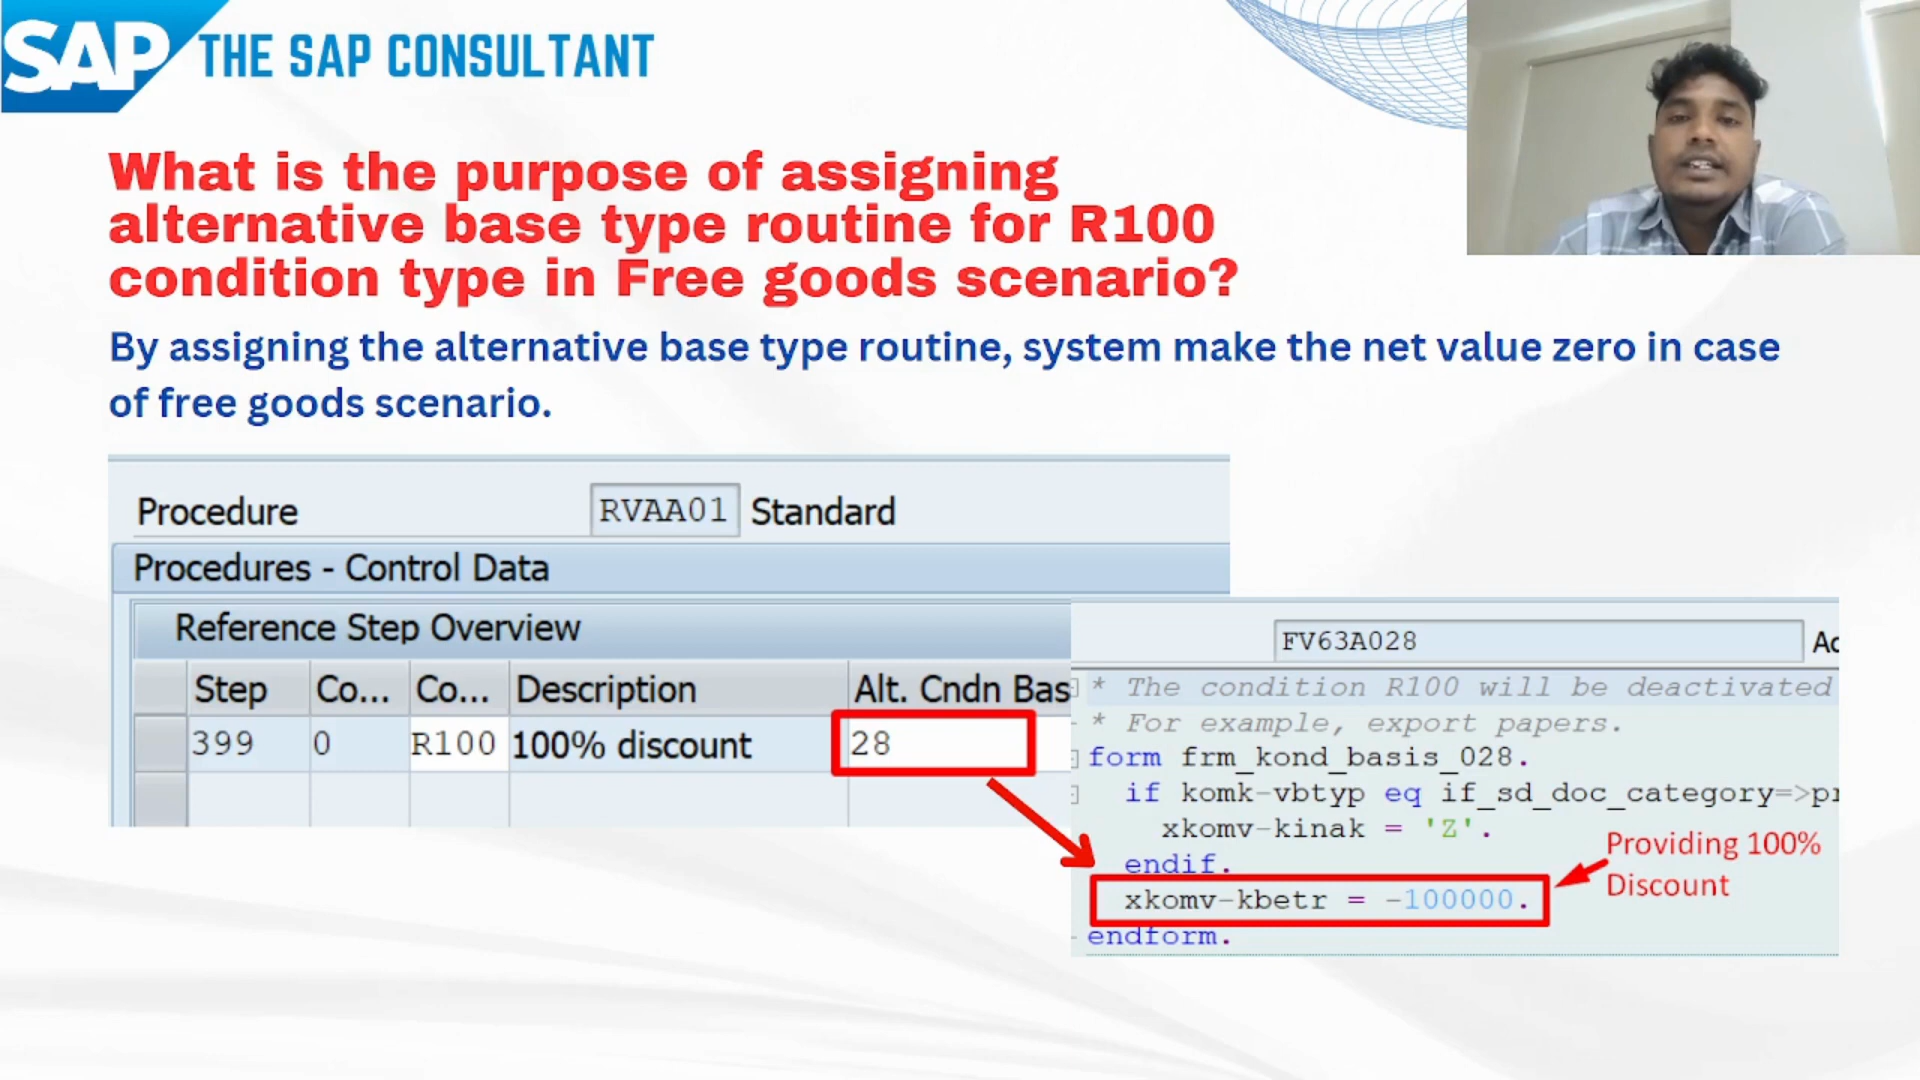 SAP THE SAP CONSULTANT
What is the purpose of assigning
alternative base type routine for R100
condition type in Free goods scenario?
By assigning the alternative base type routine, system make the net value zero in case
of free goods scenario.
Procedure RVAA01 Standard
Procedures - Control Data
Reference Step Overview
Step Co... Co... Description Alt. Cndn Bas
399 0 R100 100% discount 28
FV63A028 Ac
* The condition R100 will be deactivated
* For example, export papers.
form frm_kond_basis_028.
if komk-vbtyp eq if_sd_doc_category=>pr
xkomv-kinak = 'Z'.
endif.
xkomv-kbetr = -100000.
endform.
Providing 100%
Discount